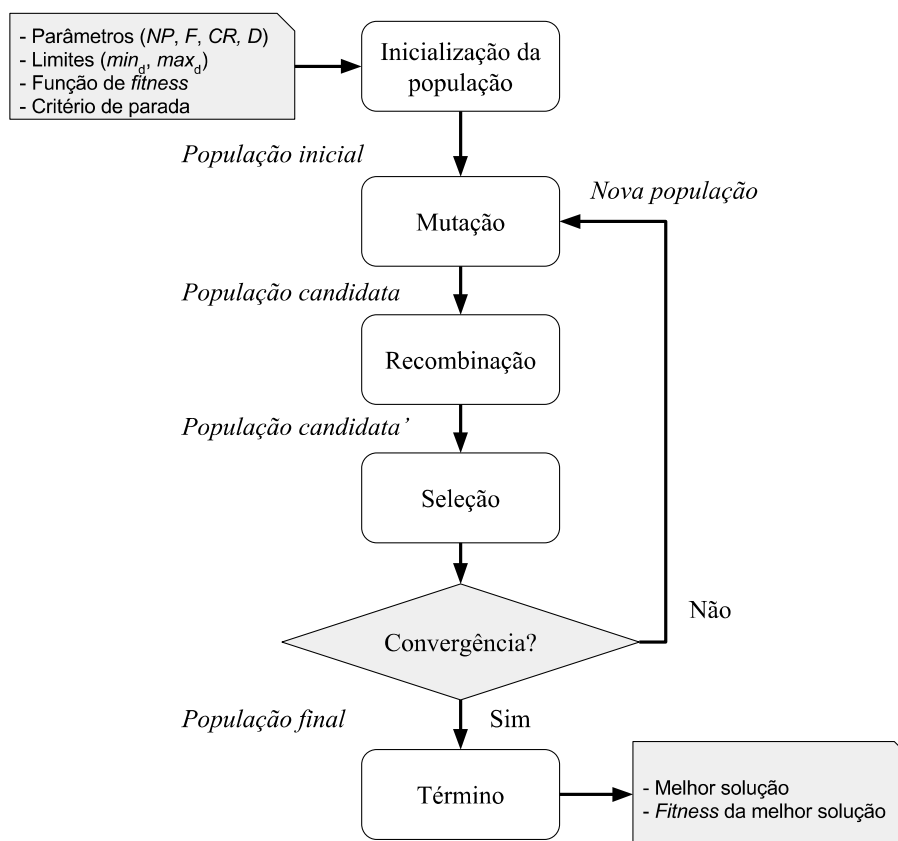 - Parâmetros (NP, F, CR, D)
- Limites (min_d, max_d)
- Função de fitness
- Critério de parada
Inicialização da
população
População inicial
Nova população
Mutação
População candidata
Recombinação
População candidata’
Seleção
Não
Convergência?
População final
Sim
Término
- Melhor solução
- Fitness da melhor solução